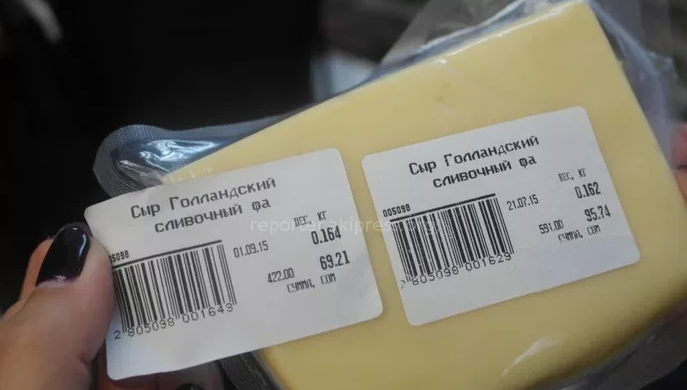 Сыр Голландский
сливочный фа
005098
01.09.15
ВЕС, КГ
0.164
422.00
69.21
СУММА, СОМ
2 805098 001643
Сыр Голландский
сливочный фа
005098
21.07.15
ВЕС, КГ
0.162
591.00
95.74
СУММА, СОМ
2 805098 001629